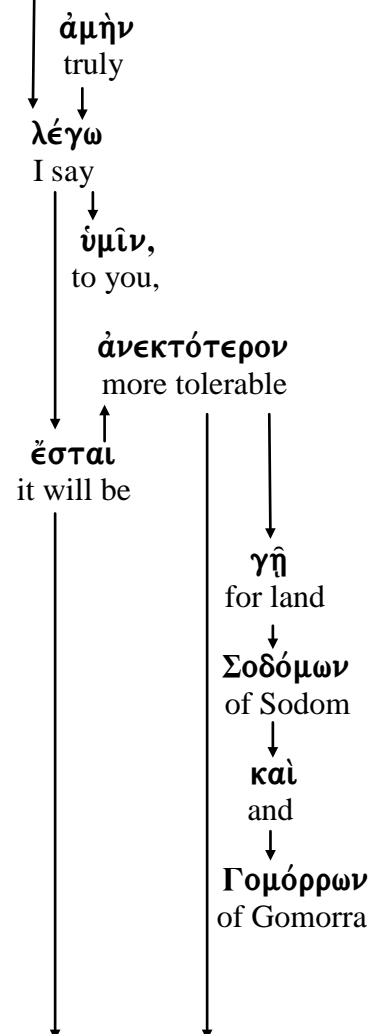 ἀμὴν
truly
λέγω
I say
ὑμῖν,
to you,
ἀνεκτότερον
more tolerable
ἔσται
it will be
γῇ
for land
Σοδόμων
of Sodom
καὶ
and
Γομόρρων
of Gomorra